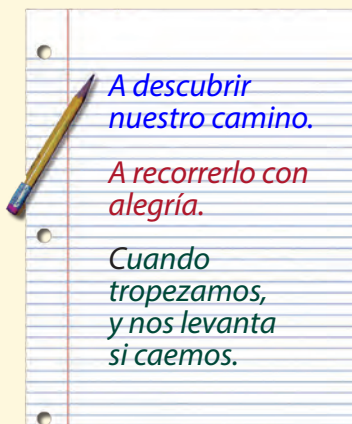 A descubrir
nuestro camino.
A recorrerlo con
alegría.
Cuando
tropezamos,
y nos levanta
si caemos.